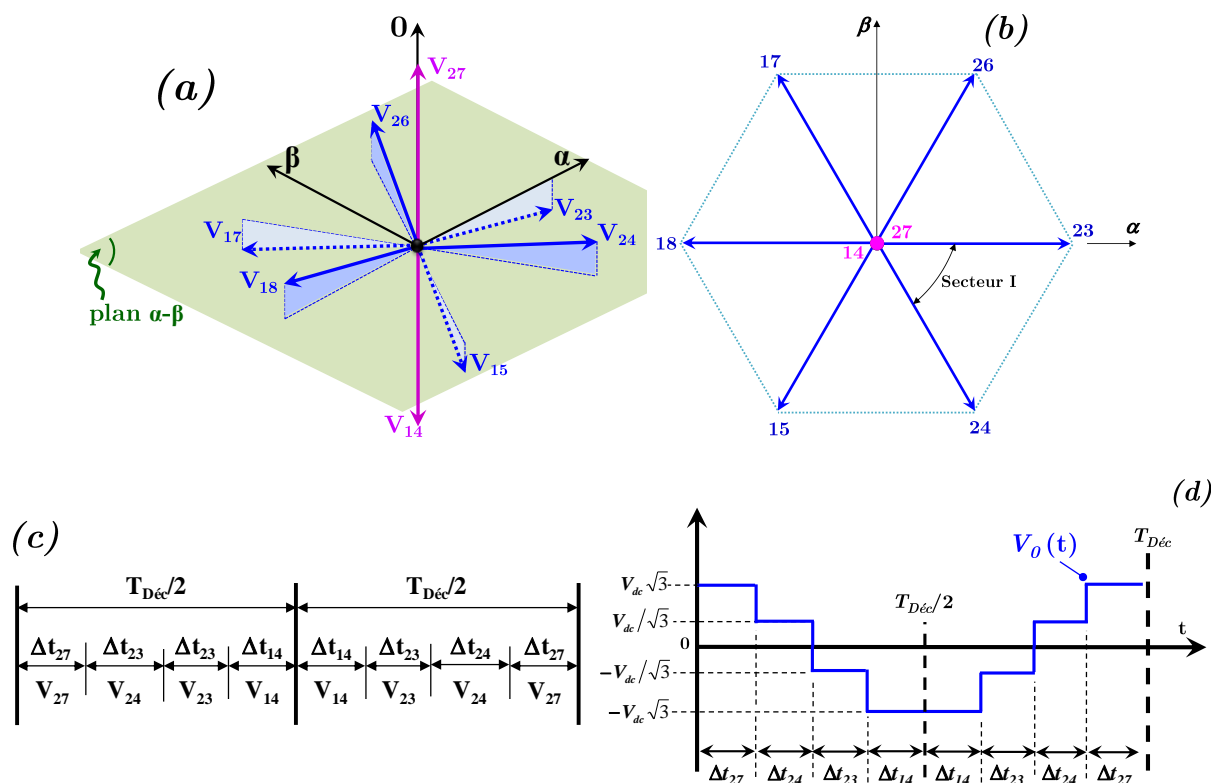 (a)
0
V27
V26
β
α
V23
V17
V24
V18
V15
V14
plan α-β
(b)
β
17
26
18
27
14
23
α
Secteur I
15
24
(c)
TDéc/2 TDéc/2
Δt27 Δt23 Δt23 Δt14 Δt14 Δt23 Δt24 Δt27
V27 V24 V23 V14 V14 V23 V24 V27
(d)
V0(t)
TDéc
Vdc√3
TDéc/2
Vdc/√3
t
0
−Vdc/√3
−Vdc√3
Δt27 Δt24 Δt23 Δt14 Δt14 Δt23 Δt24 Δt27